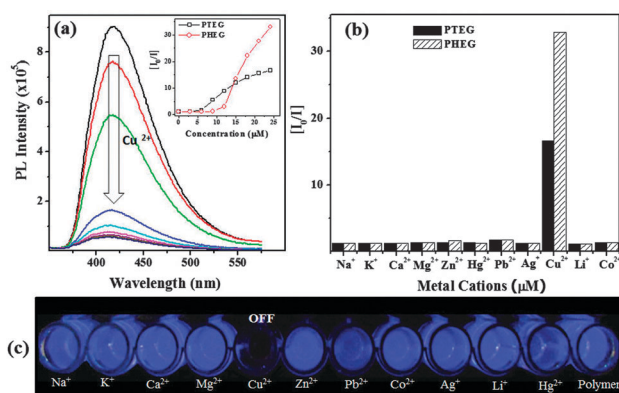 (a)
PTEG
PHEG
[I₀/I]
30
20
10
0
0 5 10 15 20 25
Concentration (μM)
PL Intensity (x10⁵)
8
6
4
2
Cu²⁺
400 450 500 550 600
Wavelength (nm)
(b)
PTEG
PHEG
[I₀/I]
30
20
10
0
Na⁺ K⁺ Ca²⁺ Mg²⁺ Zn²⁺ Hg²⁺ Pb²⁺ Ag⁺ Cu²⁺ Li⁺ Co²⁺
Metal Cations (μM)
(c)
OFF
Na⁺ K⁺ Ca²⁺ Mg²⁺ Cu²⁺ Zn²⁺ Pb²⁺ Co²⁺ Ag⁺ Li⁺ Hg²⁺ Polymer